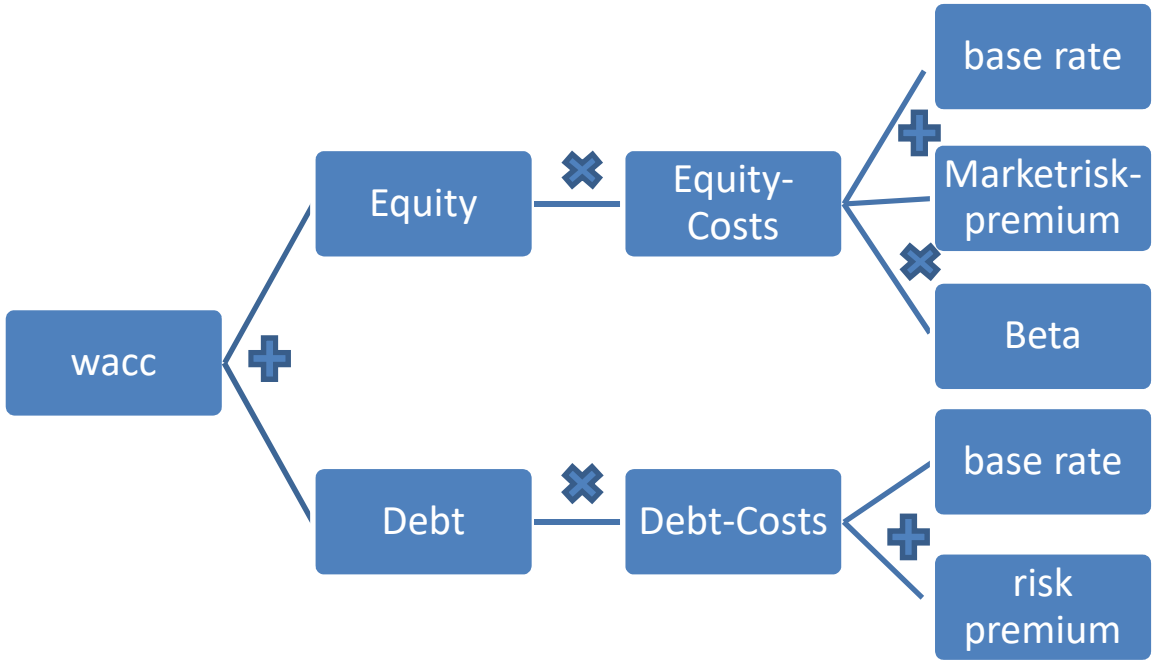 base rate
Equity
Equity-
Costs
Marketrisk-
premium
wacc
Beta
Debt
Debt-Costs
base rate
risk
premium